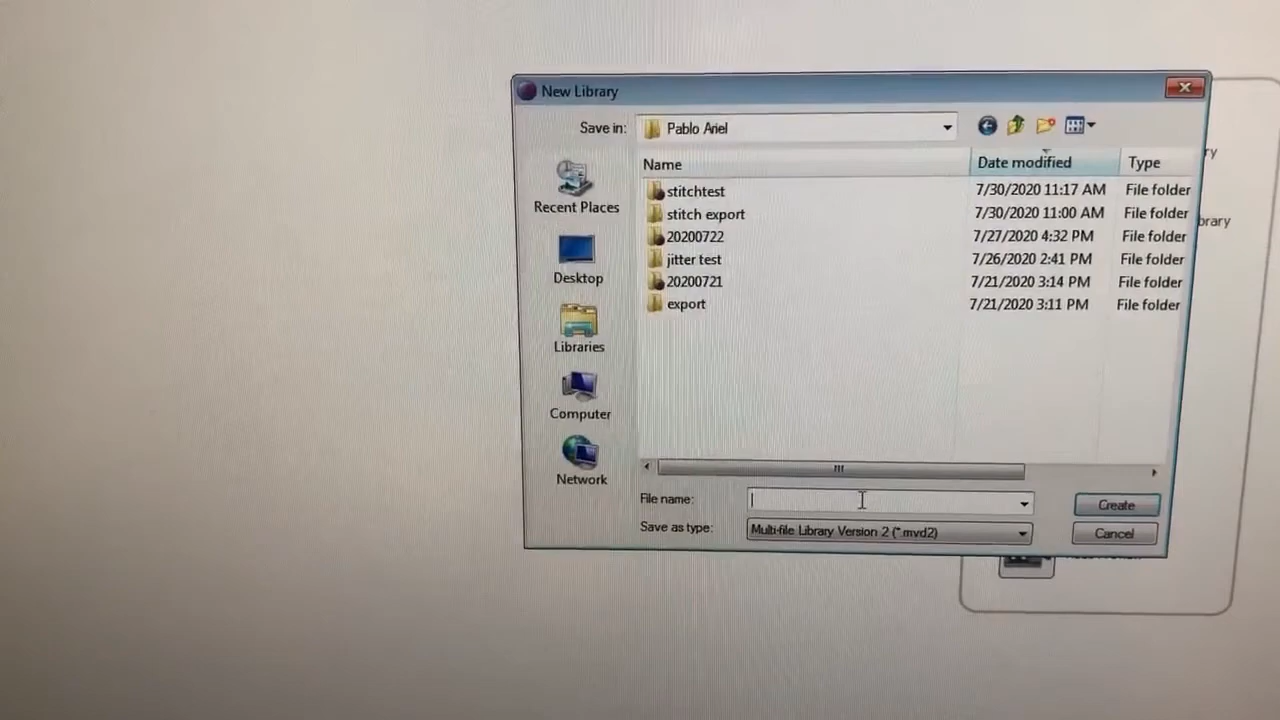 New Library
Save in: Pablo Ariel
Name Date modified Type
stitchtest 7/30/2020 11:17 AM File folder
stitch export 7/30/2020 11:00 AM File folder
20200722 7/27/2020 4:32 PM File folder
jitter test 7/26/2020 2:41 PM File folder
20200721 7/21/2020 3:14 PM File folder
export 7/21/2020 3:11 PM File folder
Recent Places
Desktop
Libraries
Computer
Network
File name:
Create
Save as type: Multi-file Library Version 2 (*.mvd2)
Cancel
ry
brary